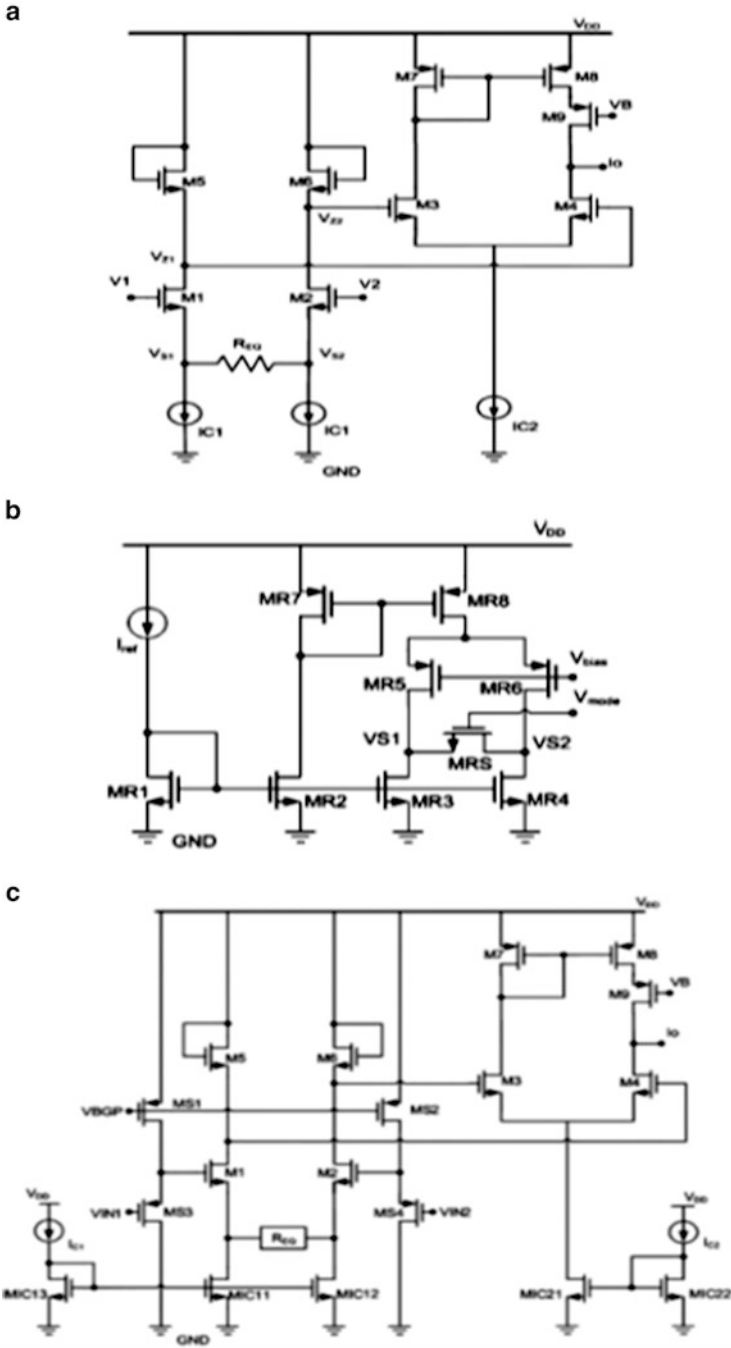 a
VDD
M7
M8
M9
VB
Io
M5
M6
M3
M4
VZ2
VZ1
V1
M1
M2
V2
VS1
REQ
VS2
IC1
IC1
IC2
GND
b
VDD
MR7
MR8
Iref
MR5
MR6
Vbias
Vmode
VS1
VS2
MRS
MR1
MR2
MR3
MR4
GND
c
VDD
M7
M8
M9
VB
Io
M5
M6
M3
M4
VBGP
MS1
MS2
M1
M2
VDD
VIN1
MS3
MS4
VIN2
VDD
IC1
REQ
IC2
MIC13
MIC11
MIC12
MIC21
MIC22
GND